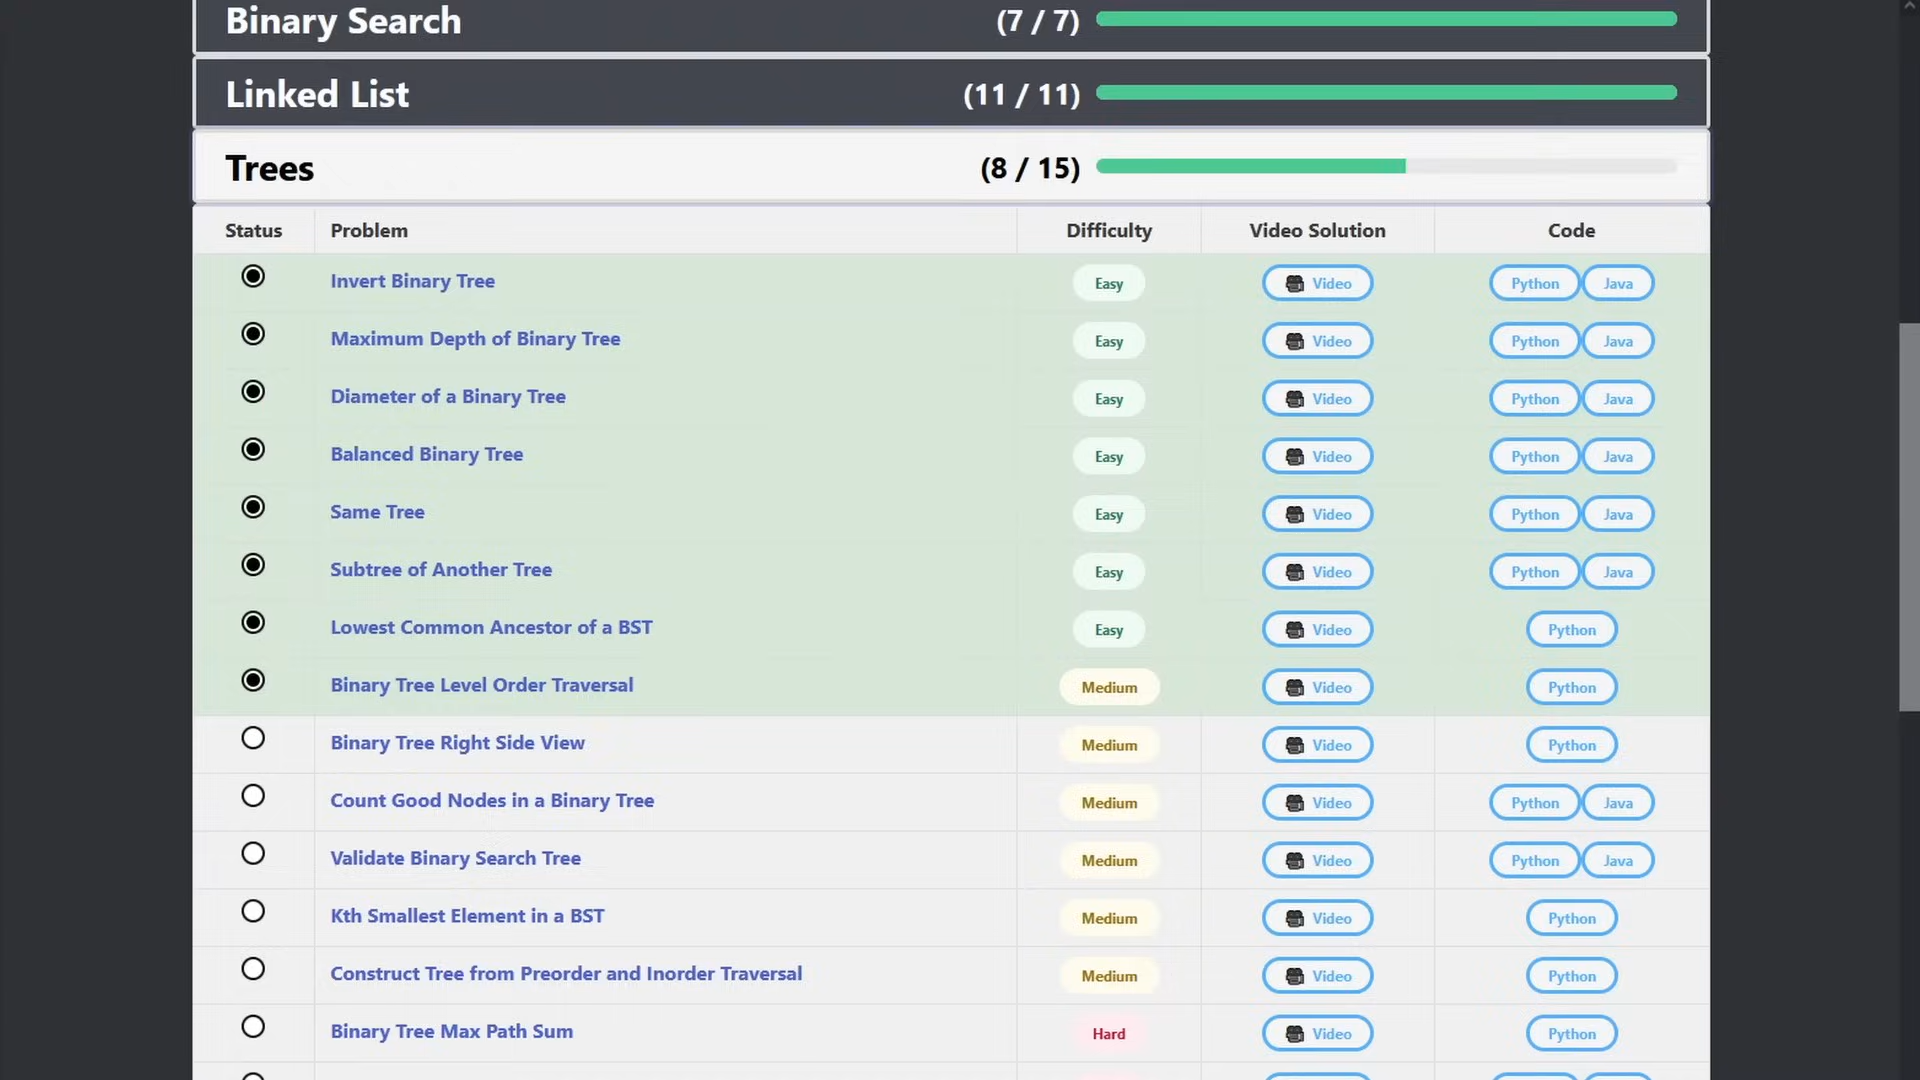 Binary Search (7 / 7)
Linked List (11 / 11)
Trees (8 / 15)
Status Problem Difficulty Video Solution Code
Invert Binary Tree Easy Video Python Java
Maximum Depth of Binary Tree Easy Video Python Java
Diameter of a Binary Tree Easy Video Python Java
Balanced Binary Tree Easy Video Python Java
Same Tree Easy Video Python Java
Subtree of Another Tree Easy Video Python Java
Lowest Common Ancestor of a BST Easy Video Python
Binary Tree Level Order Traversal Medium Video Python
Binary Tree Right Side View Medium Video Python
Count Good Nodes in a Binary Tree Medium Video Python Java
Validate Binary Search Tree Medium Video Python Java
Kth Smallest Element in a BST Medium Video Python
Construct Tree from Preorder and Inorder Traversal Medium Video Python
Binary Tree Max Path Sum Hard Video Python